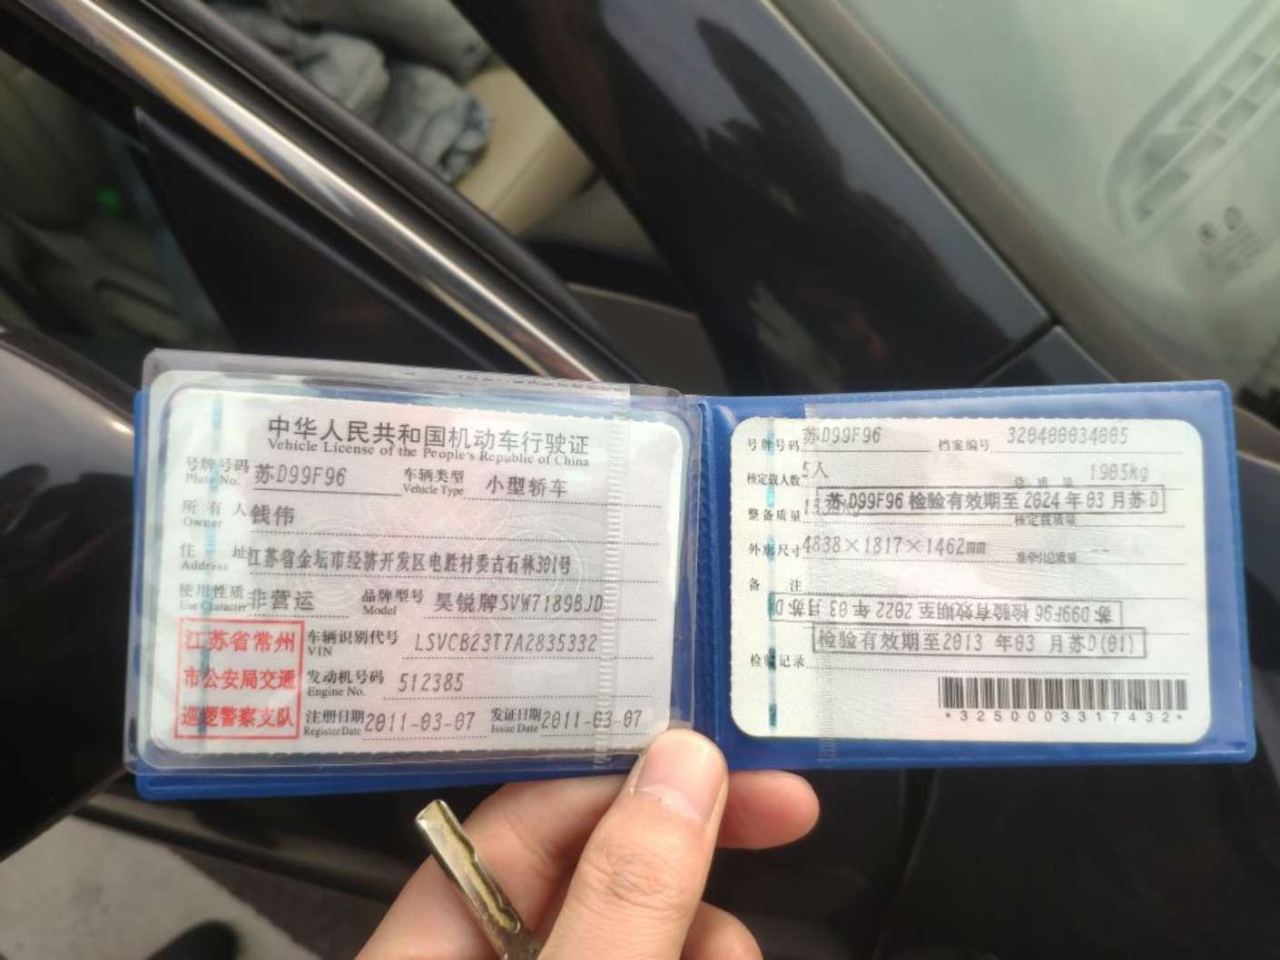 中华人民共和国机动车行驶证
Vehicle License of the People's Republic of China
号牌号码 苏D99F96 车辆类型 小型轿车
Plate No. Vehicle Type
所有人 钱伟
Owner
住址 江苏省金坛市经济开发区电胜村委古石林301号
Address
使用性质 非营运 品牌型号 昊锐牌SVW7189BJD
Use Character Model
江苏省常州
市公安局交通
巡逻警察支队
车辆识别代号 LSVCB23T7A2835332
VIN
发动机号码 512385
Engine No.
注册日期 2011-03-07 发证日期 2011-03-07
Register Date Issue Date
号牌号码 苏D99F96 档案编号 320400034005
核定载人数 5人 总质量 1905kg
苏D99F96 检验有效期至 2024 年 03 月 苏D
整备质量 核定载质量
外廓尺寸 4838×1817×1462mm 准牵引总质量 --
备注
苏D99F96 检验有效期至 2022 年 03 月 苏D
检验有效期至2013 年03 月苏D(01)
检验记录
*3250003317432*